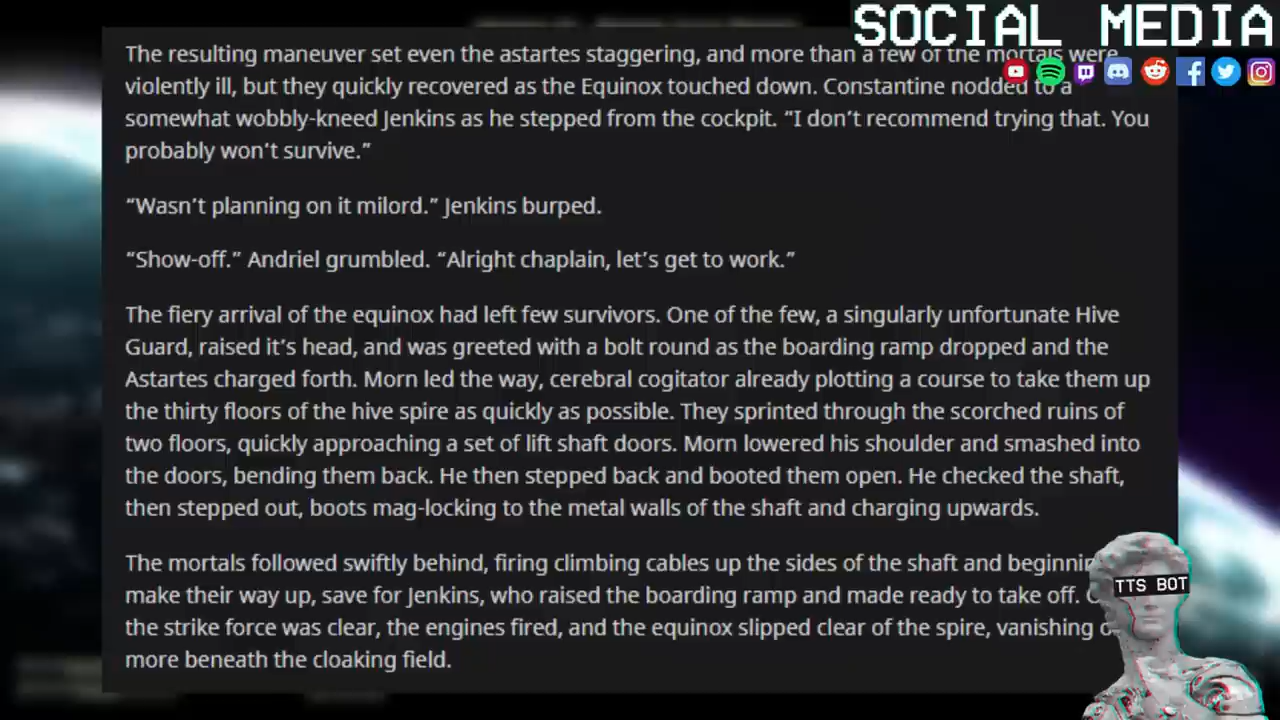 SOCIAL MEDIA
The resulting maneuver set even the astartes staggering, and more than a few of the mortals were
violently ill, but they quickly recovered as the Equinox touched down. Constantine nodded to a
somewhat wobbly-kneed Jenkins as he stepped from the cockpit. “I don’t recommend trying that. You
probably won’t survive.”
“Wasn’t planning on it milord.” Jenkins burped.
“Show-off.” Andriel grumbled. “Alright chaplain, let’s get to work.”
The fiery arrival of the equinox had left few survivors. One of the few, a singularly unfortunate Hive
Guard, raised it’s head, and was greeted with a bolt round as the boarding ramp dropped and the
Astartes charged forth. Morn led the way, cerebral cogitator already plotting a course to take them up
the thirty floors of the hive spire as quickly as possible. They sprinted through the scorched ruins of
two floors, quickly approaching a set of lift shaft doors. Morn lowered his shoulder and smashed into
the doors, bending them back. He then stepped back and booted them open. He checked the shaft,
then stepped out, boots mag-locking to the metal walls of the shaft and charging upwards.
The mortals followed swiftly behind, firing climbing cables up the sides of the shaft and
make their way up, save for Jenkins, who raised the boarding ramp and made ready to take off.
the strike force was clear, the engines fired, and the equinox slipped clear of the spire, vanishing
more beneath the cloaking field.
TTS BOT